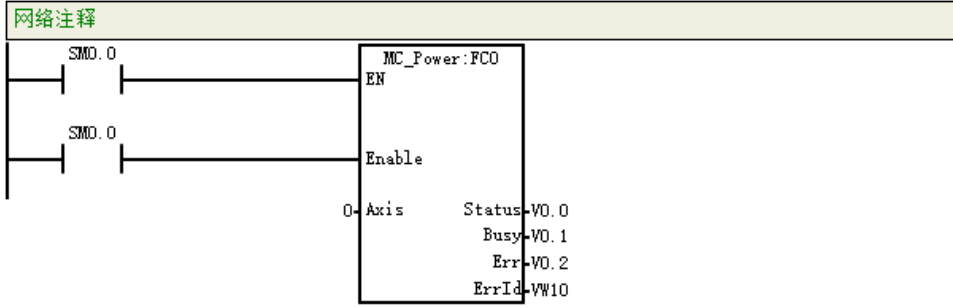 网络注释
SM0.0
MC_Power:FC0
EN
SM0.0
Enable
0 Axis Status V0.0
Busy V0.1
Err V0.2
ErrId VW10